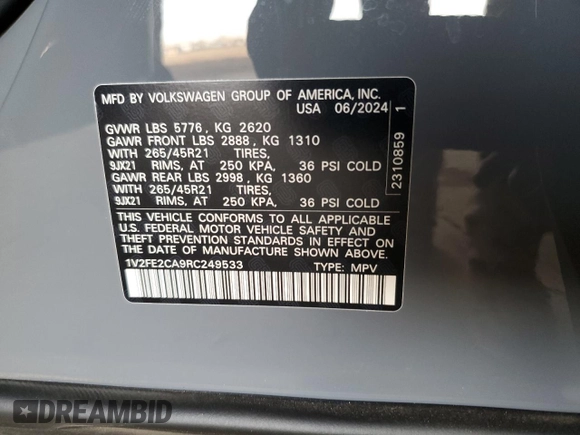 MFD BY VOLKSWAGEN GROUP OF AMERICA, INC.
USA 06/2024
GVWR LBS 5776, KG 2620
GAWR FRONT LBS 2888, KG 1310
WITH 265/45R21 TIRES,
9JX21 RIMS, AT 250 KPA, 36 PSI COLD
GAWR REAR LBS 2998, KG 1360
WITH 265/45R21 TIRES,
9JX21 RIMS, AT 250 KPA, 36 PSI COLD
THIS VEHICLE CONFORMS TO ALL APPLICABLE
U.S. FEDERAL MOTOR VEHICLE SAFETY AND
THEFT PREVENTION STANDARDS IN EFFECT ON
THE DATE OF MANUFACTURE SHOWN ABOVE.
1V2FE2CA9RC249533 TYPE: MPV
2310859 1
DREAMBID